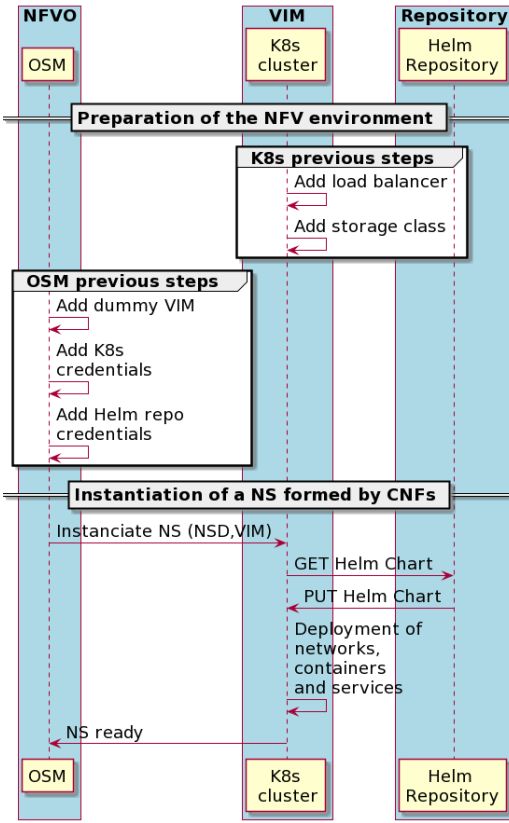 NFVO
VIM
Repository
OSM
K8s
cluster
Helm
Repository
Preparation of the NFV environment
K8s previous steps
Add load balancer
Add storage class
OSM previous steps
Add dummy VIM
Add K8s
credentials
Add Helm repo
credentials
Instantiation of a NS formed by CNFs
Instanciate NS (NSD,VIM)
GET Helm Chart
PUT Helm Chart
Deployment of
networks,
containers
and services
NS ready
OSM
K8s
cluster
Helm
Repository